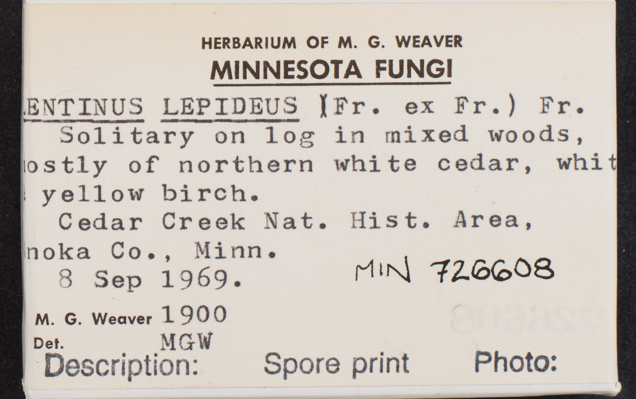 HERBARIUM OF M. G. WEAVER
MINNESOTA FUNGI
ENTINUS LEPIDEUS (Fr. ex Fr.) Fr.
Solitary on log in mixed woods,
ostly of northern white cedar, whit
yellow birch.
Cedar Creek Nat. Hist. Area,
noka Co., Minn.
8 Sep 1969.
MIN 726608
M. G. Weaver 1900
Det. MGW
Description: Spore print Photo: